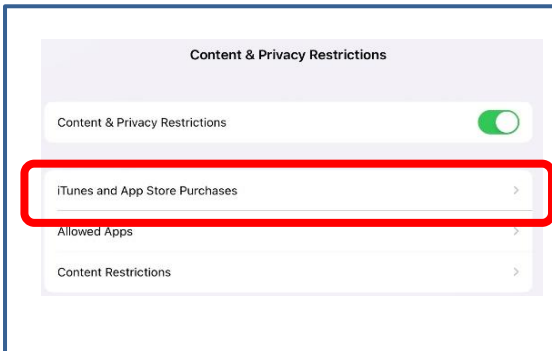 Content & Privacy Restrictions
Content & Privacy Restrictions
iTunes and App Store Purchases
Allowed Apps
Content Restrictions